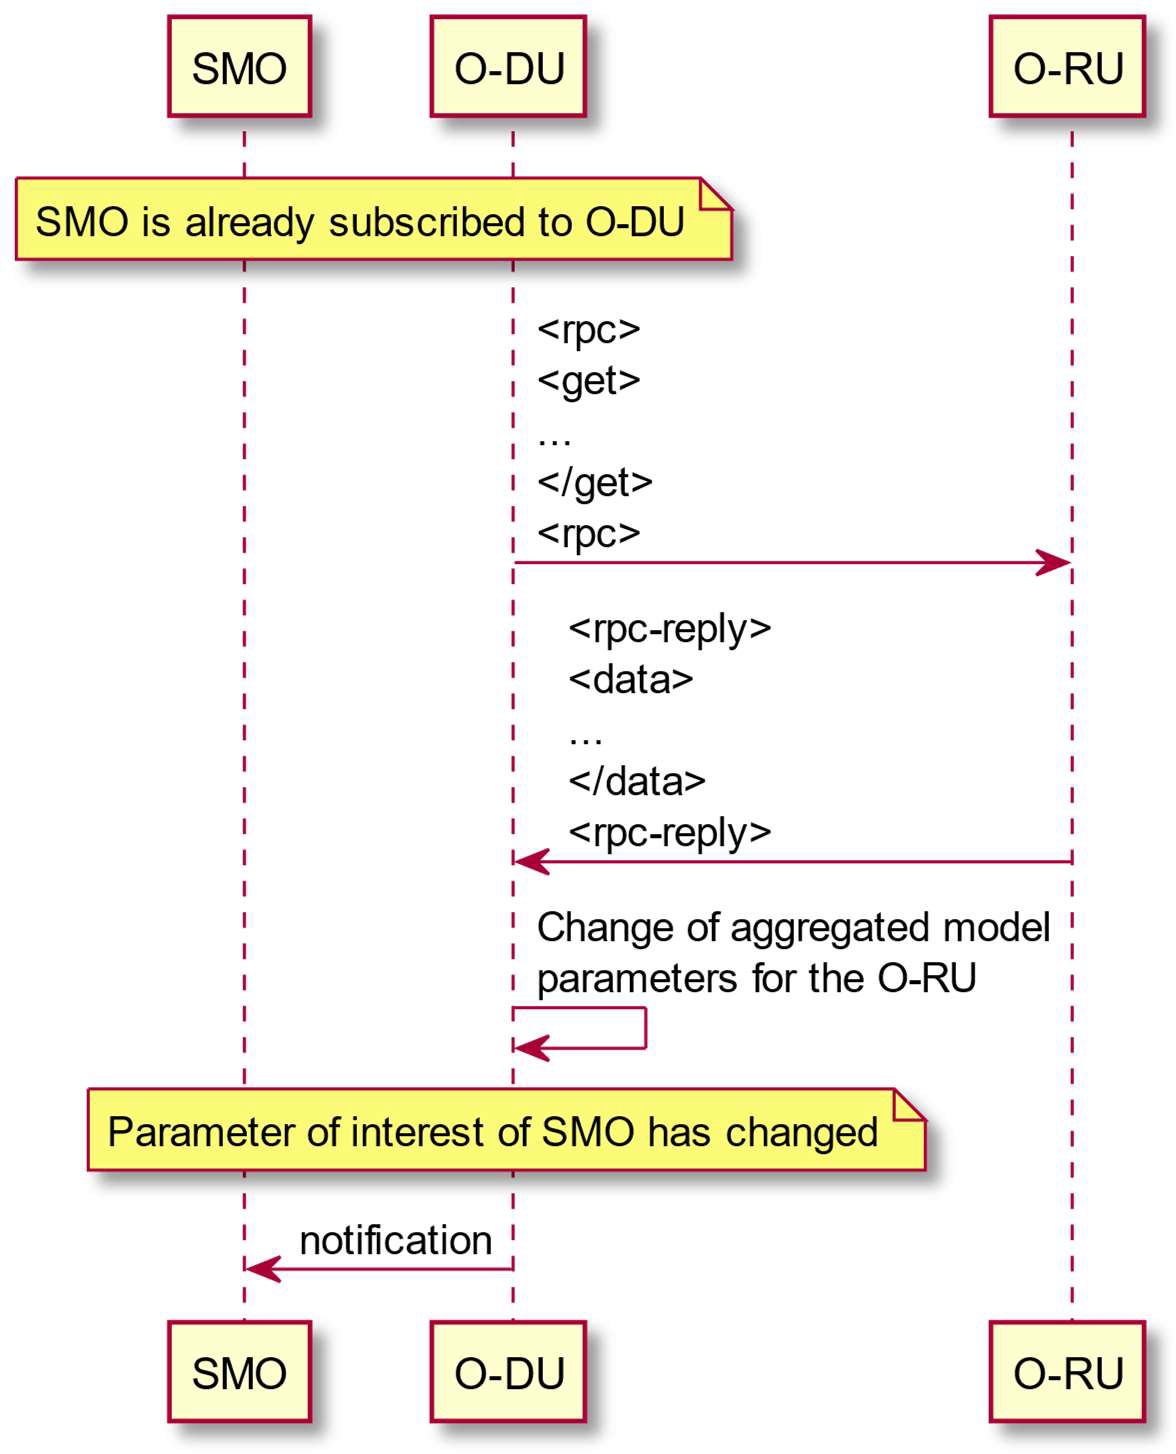 SMO
O-DU
O-RU
SMO is already subscribed to O-DU
<rpc>
<get>
...
</get>
<rpc>
<rpc-reply>
<data>
...
</data>
<rpc-reply>
Change of aggregated model
parameters for the O-RU
Parameter of interest of SMO has changed
notification
SMO
O-DU
O-RU